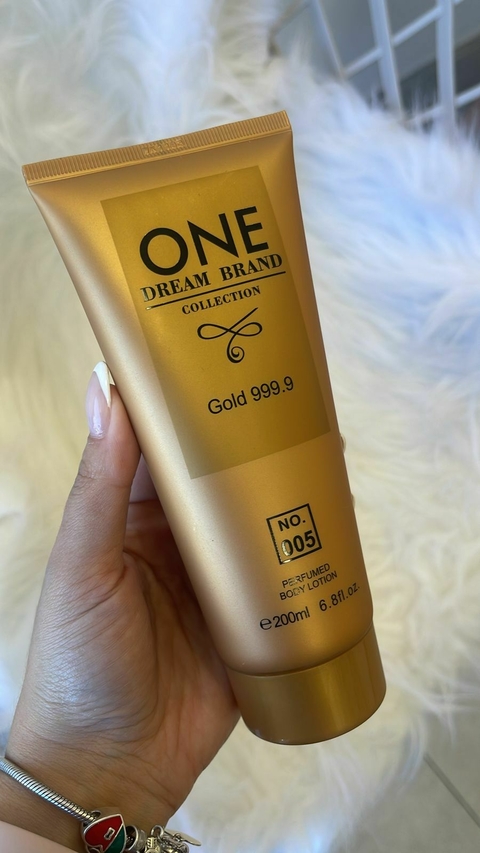 ONE
DREAM BRAND
COLLECTION
Gold 999.9
NO.
005
PERFUMED
BODY LOTION
℮200ml 6.8fl.oz.